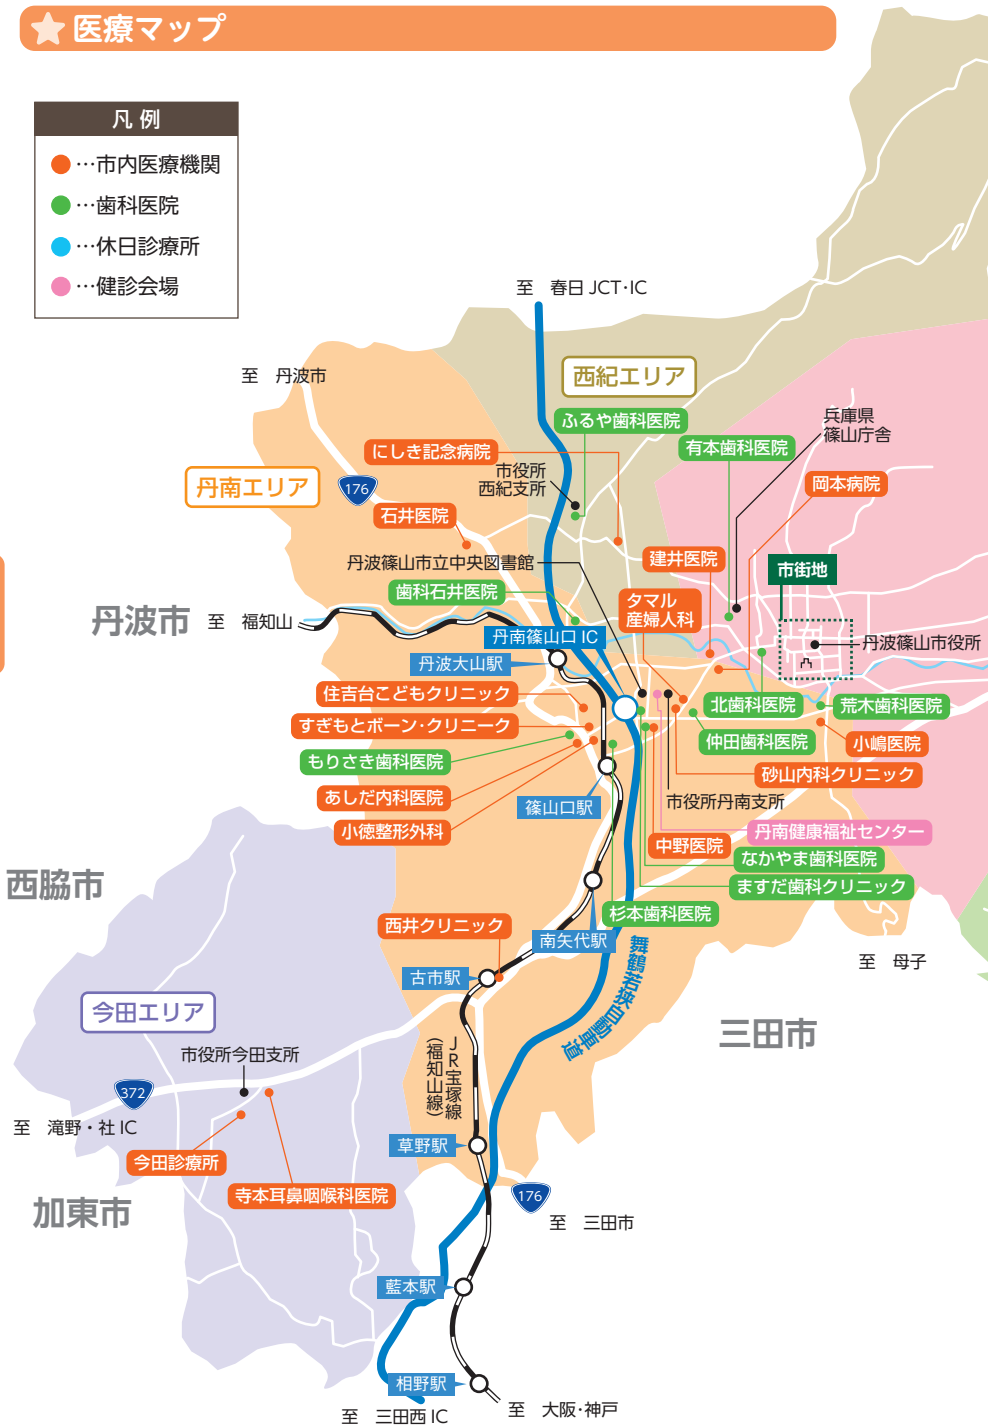 医療マップ
凡例
…市内医療機関
…歯科医院
…休日診療所
…健診会場
至 春日JCT・IC
至 丹波市
西紀エリア
ふるや歯科医院
兵庫県
篠山庁舎
有本歯科医院
にしき記念病院
市役所
西紀支所
岡本病院
丹南エリア
176
石井医院
建井医院
丹波篠山市立中央図書館
市街地
歯科石井医院
タマル
産婦人科
丹波市
至 福知山
丹南篠山口IC
丹波篠山市役所
丹波大山駅
住吉台こどもクリニック
北歯科医院
荒木歯科医院
すぎもとボーン・クリニーク
仲田歯科医院
小嶋医院
もりさき歯科医院
砂山内科クリニック
あしだ内科医院
篠山口駅
市役所丹南支所
小徳整形外科
丹南健康福祉センター
中野医院
なかやま歯科医院
西脇市
ますだ歯科クリニック
杉本歯科医院
西井クリニック
南矢代駅
舞鶴若狭自動車道
至 母子
古市駅
今田エリア
三田市
市役所今田支所
JR宝塚線
(福知山線)
372
至 滝野・社IC
草野駅
今田診療所
寺本耳鼻咽喉科医院
176
加東市
至 三田市
藍本駅
相野駅
至 大阪・神戸
至 三田西IC